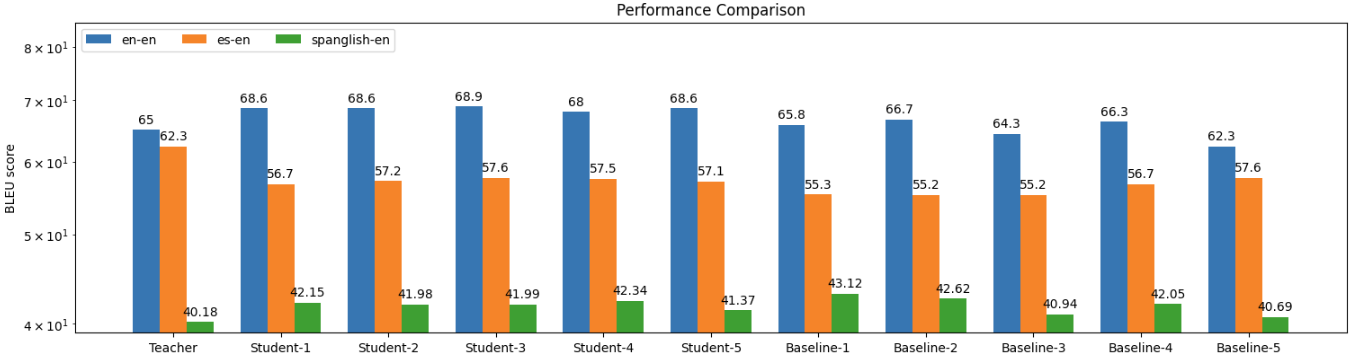 Performance Comparison
en-en es-en spanglish-en
BLEU score
8 × 10¹
7 × 10¹
6 × 10¹
5 × 10¹
4 × 10¹
65 62.3 40.18
68.6 56.7 42.15
68.6 57.2 41.98
68.9 57.6 41.99
68 57.5 42.34
68.6 57.1 41.37
65.8 55.3 43.12
66.7 55.2 42.62
64.3 55.2 40.94
66.3 56.7 42.05
62.3 57.6 40.69
Teacher Student-1 Student-2 Student-3 Student-4 Student-5 Baseline-1 Baseline-2 Baseline-3 Baseline-4 Baseline-5